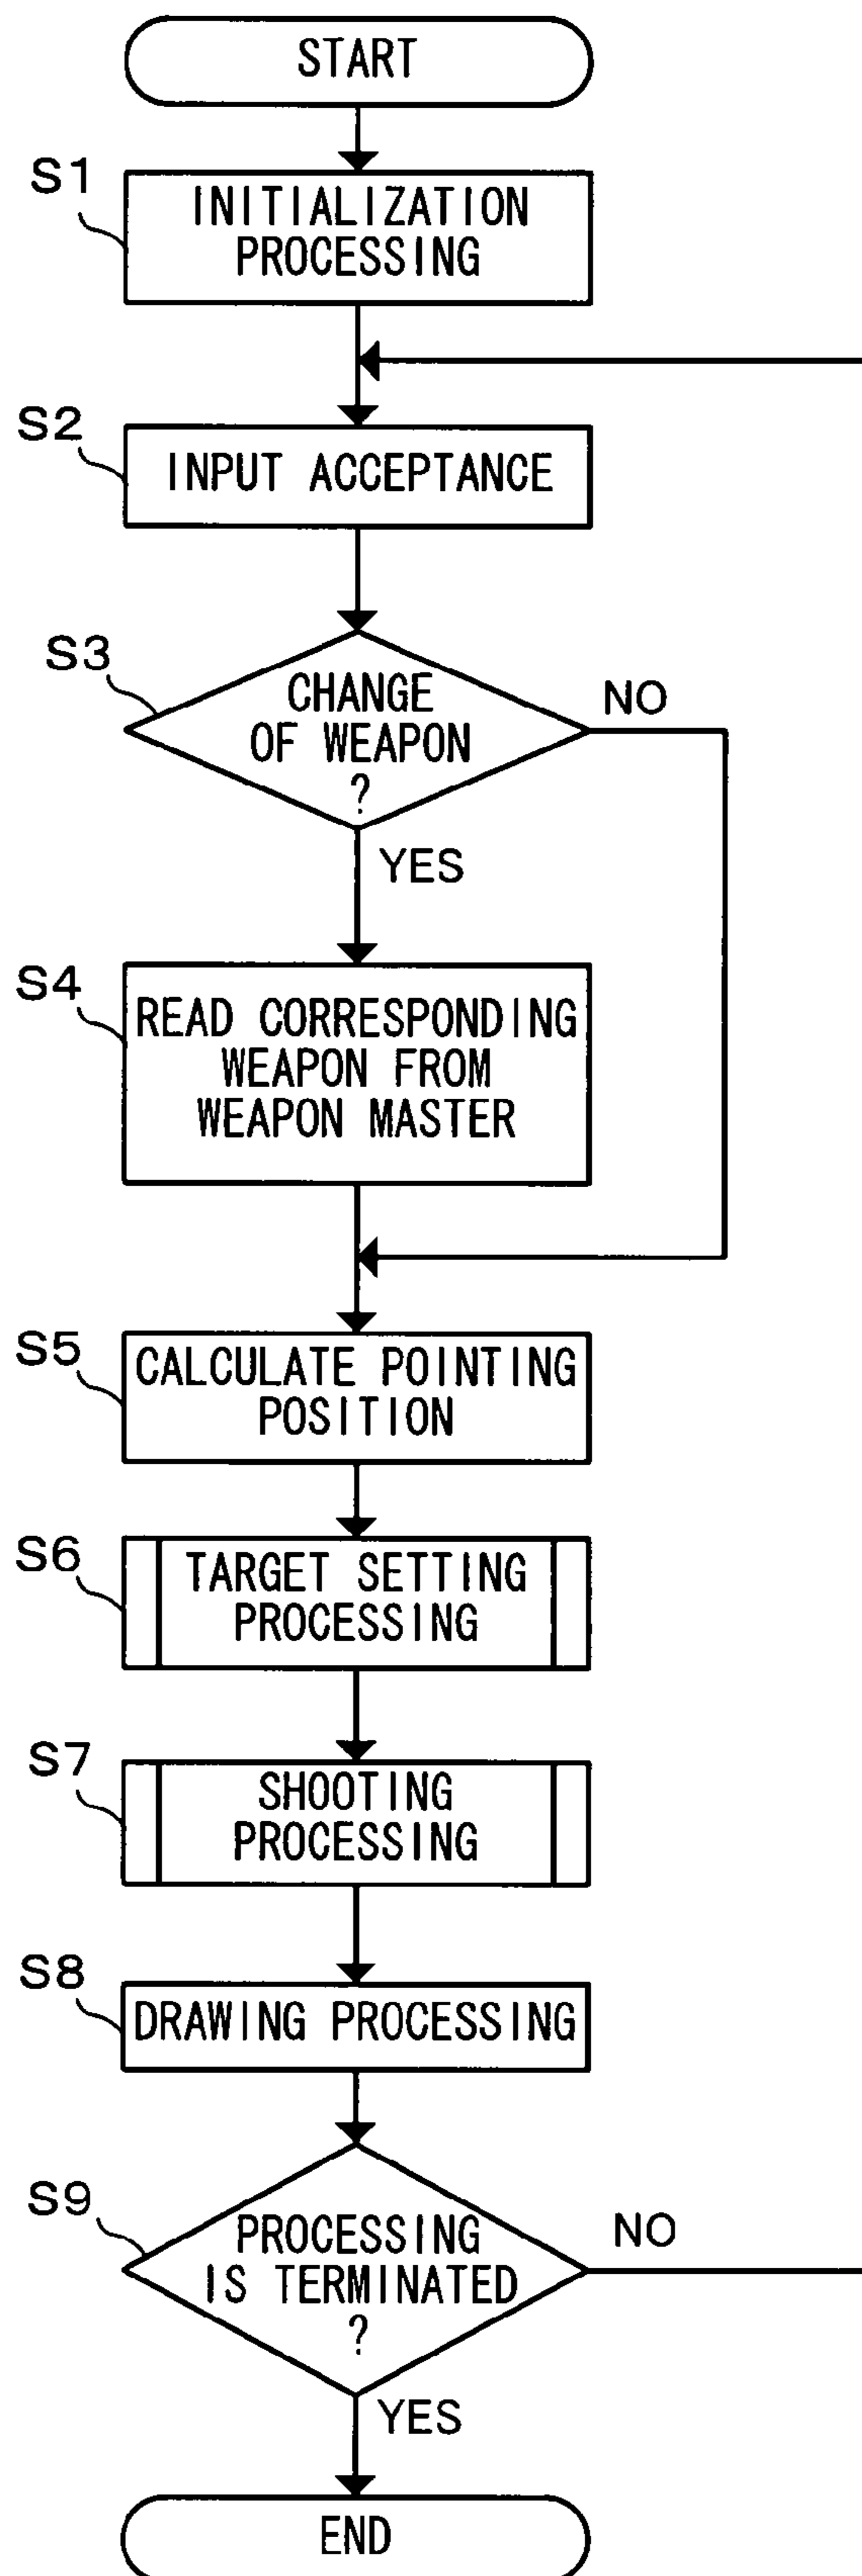 START
S1
INITIALIZATION
PROCESSING
S2
INPUT ACCEPTANCE
S3
CHANGE
OF WEAPON
?
NO
YES
S4
READ CORRESPONDING
WEAPON FROM
WEAPON MASTER
S5
CALCULATE POINTING
POSITION
S6
TARGET SETTING
PROCESSING
S7
SHOOTING
PROCESSING
S8
DRAWING PROCESSING
S9
PROCESSING
IS TERMINATED
?
NO
YES
END